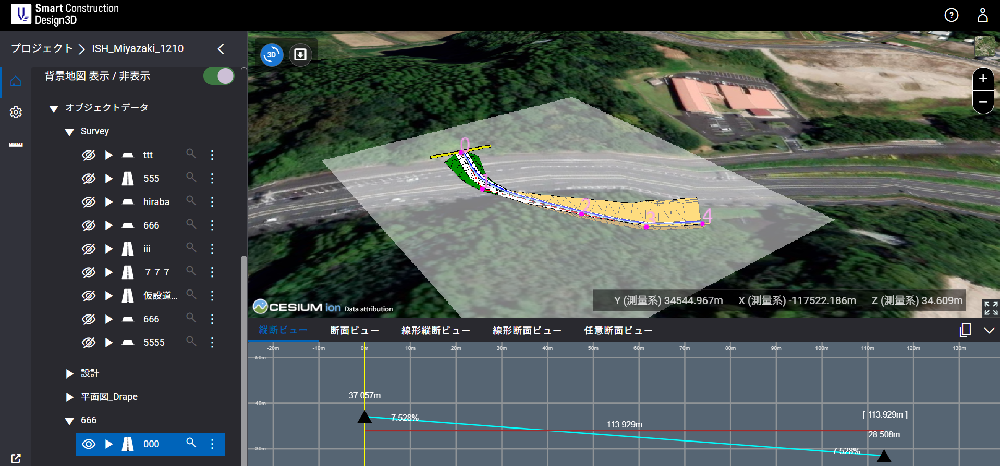 Smart Construction
Design3D
プロジェクト
ISH_Miyazaki_1210
背景地図 表示 / 非表示
オブジェクトデータ
Survey
ttt
555
hiraba
666
iii
７７７
仮設道...
666
5555
設計
平面図_Drape
666
000
3D
0
1
2
3
4
CESIUM ion
Data attribution
Y (測量系) 34544.967m X (測量系) -117522.186m Z (測量系) 34.609m
縦断ビュー 断面ビュー 線形縦断ビュー 線形断面ビュー 任意断面ビュー
-20m -10m 0m 10m 20m 30m 40m 50m 60m 70m 80m 90m 100m 110m 120m 130m
50m
37.057m
40m
-7.528%
[ 113.929m ]
113.929m
28.508m
30m
-7.528%